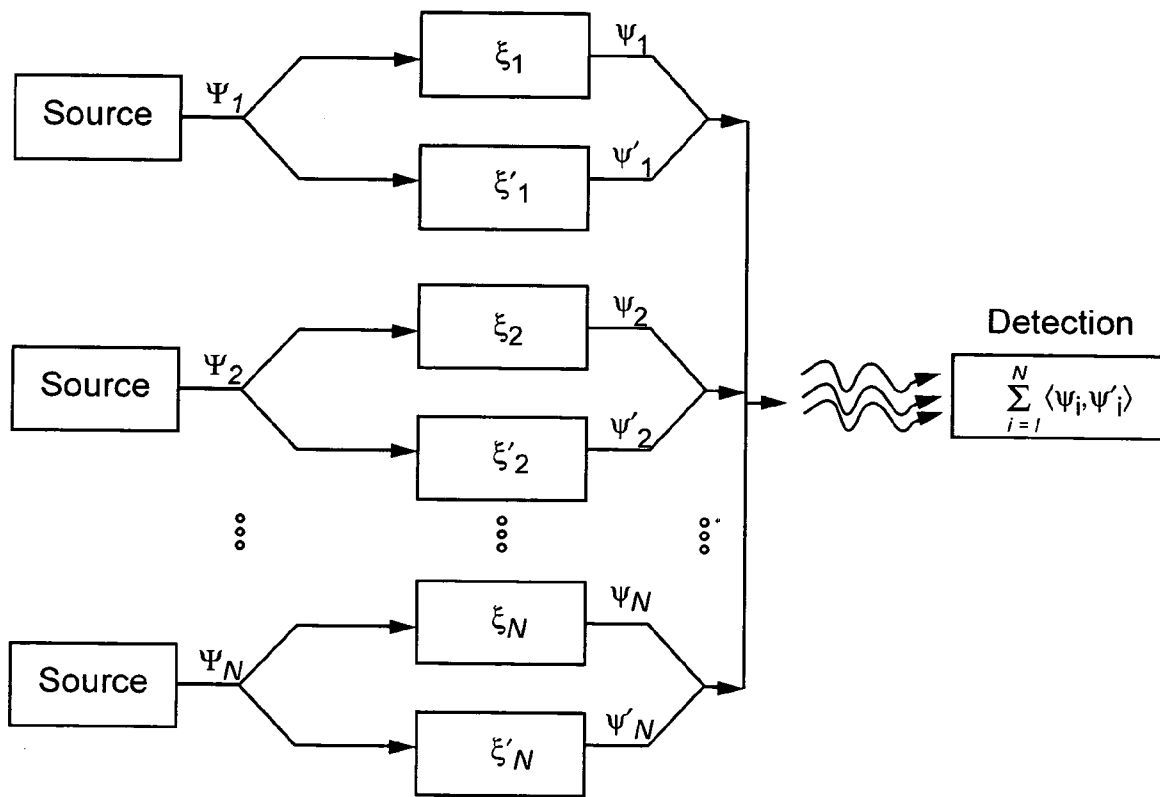 Source
Ψ1
ξ1
ψ1
ξ'1
ψ'1
Source
Ψ2
ξ2
ψ2
ξ'2
ψ'2
Detection
N
Σ ⟨ψi,ψ'i⟩
i = 1
Source
ΨN
ξN
ψN
ξ'N
ψ'N